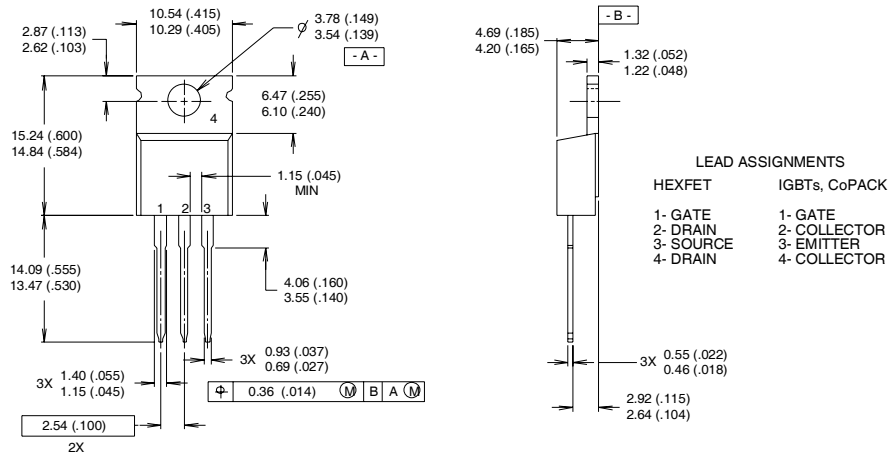 10.54 (.415)
10.29 (.405)
2.87 (.113)
2.62 (.103)
3.78 (.149)
3.54 (.139)
- A -
6.47 (.255)
6.10 (.240)
4
15.24 (.600)
14.84 (.584)
1.15 (.045)
MIN
1 2 3
14.09 (.555)
13.47 (.530)
4.06 (.160)
3.55 (.140)
3X 0.93 (.037)
0.69 (.027)
3X 1.40 (.055)
1.15 (.045)
⌖ 0.36 (.014) Ⓜ B A Ⓜ
2.54 (.100)
2X
- B -
4.69 (.185)
4.20 (.165)
1.32 (.052)
1.22 (.048)
LEAD ASSIGNMENTS
HEXFET
1- GATE
2- DRAIN
3- SOURCE
4- DRAIN
IGBTs, CoPACK
1- GATE
2- COLLECTOR
3- EMITTER
4- COLLECTOR
3X 0.55 (.022)
0.46 (.018)
2.92 (.115)
2.64 (.104)